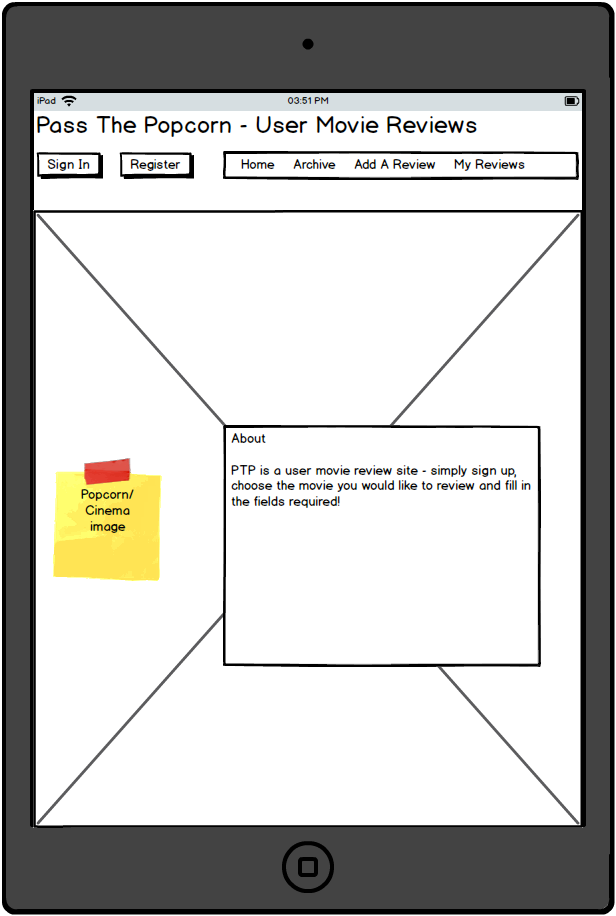 iPad 03:51 PM
Pass The Popcorn - User Movie Reviews
Sign In Register Home Archive Add A Review My Reviews
About
PTP is a user movie review site - simply sign up,
choose the movie you would like to review and fill in
the fields required!
Popcorn/
Cinema
image